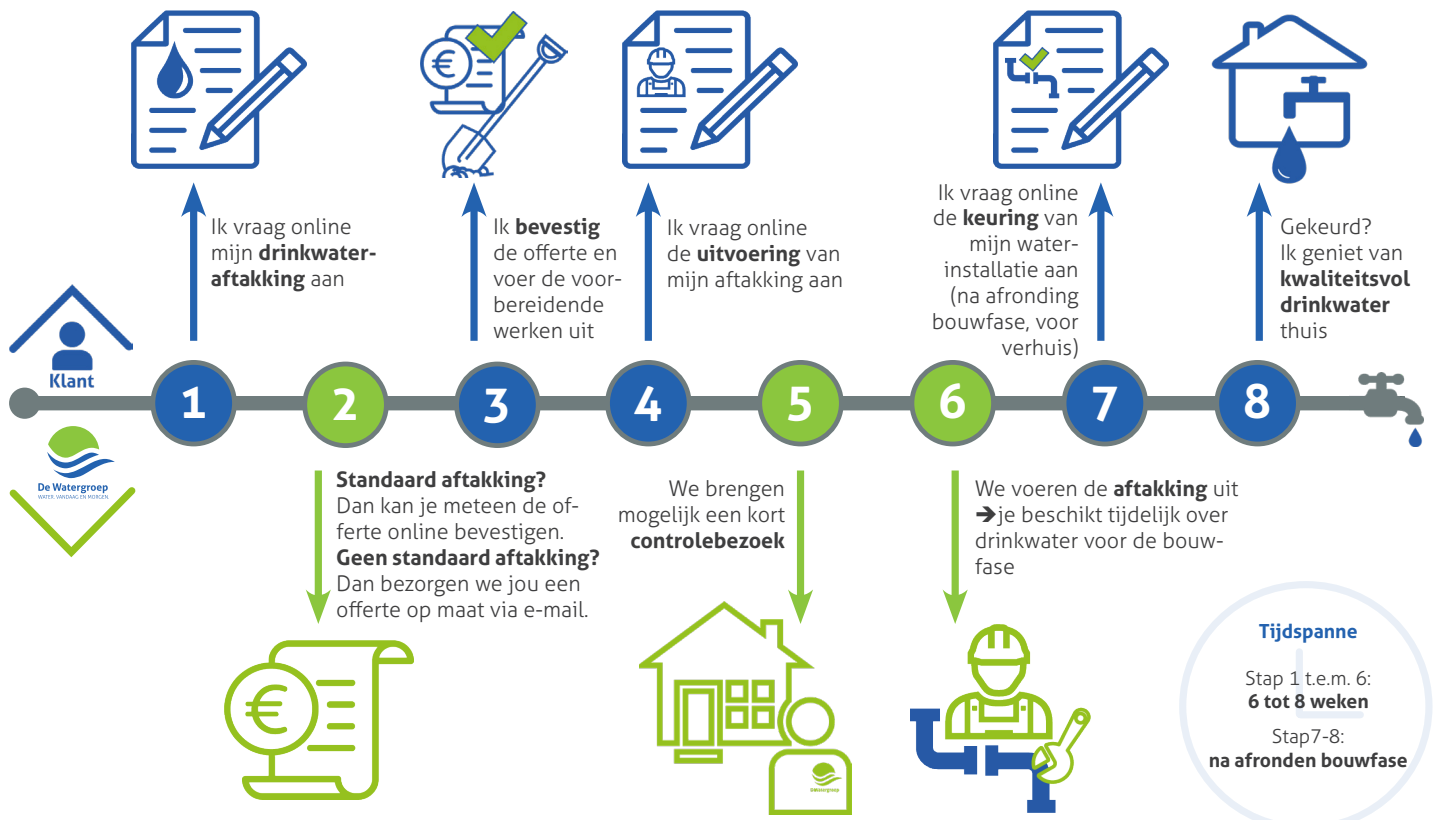 Ik vraag online
mijn drinkwater-
aftakking aan
Ik bevestig
de offerte en
voer de voor-
bereidende
werken uit
Ik vraag online
de uitvoering van
mijn aftakking aan
Ik vraag online
de keuring van
mijn water-
installatie aan
(na afronding
bouwfase, voor
verhuis)
Gekeurd?
Ik geniet van
kwaliteitsvol
drinkwater
thuis
Klant
1
2
3
4
5
6
7
8
De Watergroep
WATER. VANDAAG EN MORGEN.
Standaard aftakking?
Dan kan je meteen de of-
ferte online bevestigen.
Geen standaard aftakking?
Dan bezorgen we jou een
offerte op maat via e-mail.
We brengen
mogelijk een kort
controlebezoek
We voeren de aftakking uit
➔je beschikt tijdelijk over
drinkwater voor de bouw-
fase
€
€
De Watergroep
Tijdspanne
Stap 1 t.e.m. 6:
6 tot 8 weken
Stap7-8:
na afronden bouwfase